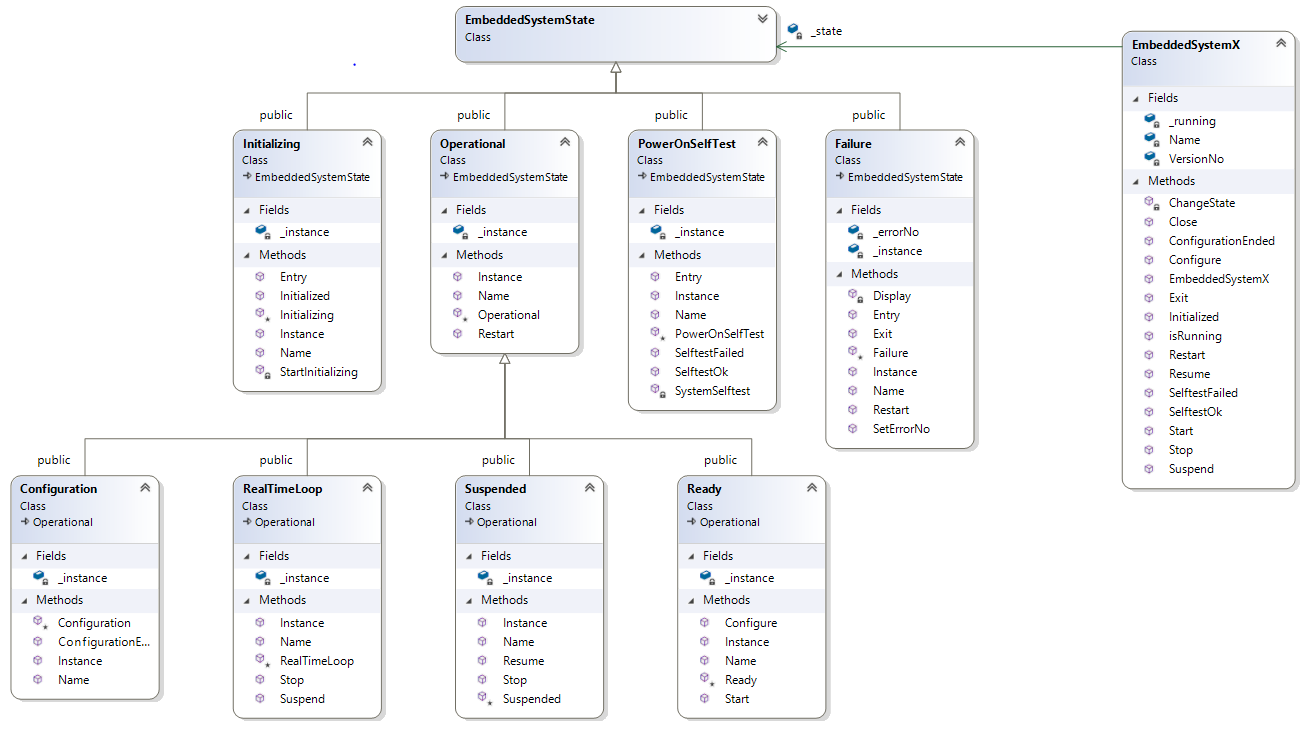 EmbeddedSystemState
Class
_state
EmbeddedSystemX
Class
Fields
_running
Name
VersionNo
Methods
ChangeState
Close
ConfigurationEnded
Configure
EmbeddedSystemX
Exit
Initialized
isRunning
Restart
Resume
SelftestFailed
SelftestOk
Start
Stop
Suspend
public
Initializing
Class
EmbeddedSystemState
Fields
_instance
Methods
Entry
Initialized
Initializing
Instance
Name
StartInitializing
public
Operational
Class
EmbeddedSystemState
Fields
_instance
Methods
Instance
Name
Operational
Restart
public
PowerOnSelfTest
Class
EmbeddedSystemState
Fields
_instance
Methods
Entry
Instance
Name
PowerOnSelfTest
SelftestFailed
SelftestOk
SystemSelftest
public
Failure
Class
EmbeddedSystemState
Fields
_errorNo
_instance
Methods
Display
Entry
Exit
Failure
Instance
Name
Restart
SetErrorNo
public
Configuration
Class
Operational
Fields
_instance
Methods
Configuration
ConfigurationE...
Instance
Name
public
RealTimeLoop
Class
Operational
Fields
_instance
Methods
Instance
Name
RealTimeLoop
Stop
Suspend
public
Suspended
Class
Operational
Fields
_instance
Methods
Instance
Name
Resume
Stop
Suspended
public
Ready
Class
Operational
Fields
_instance
Methods
Configure
Instance
Name
Ready
Start